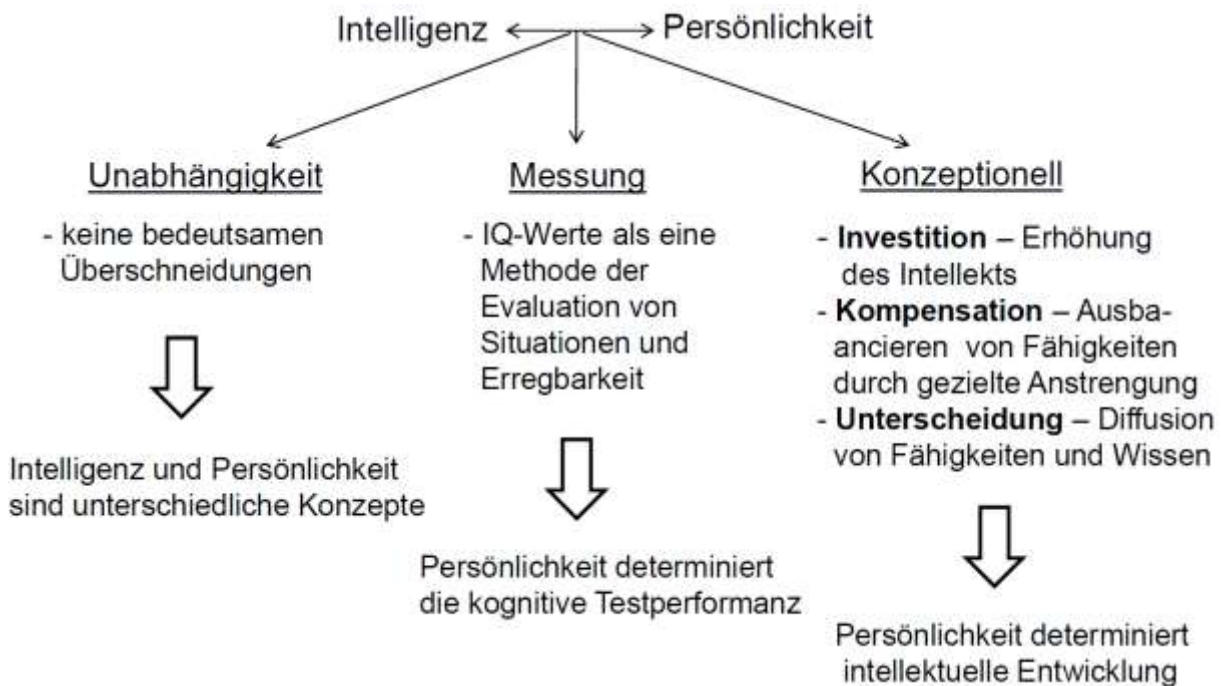 Intelligenz
Persönlichkeit
Unabhängigkeit
- keine bedeutsamen
Überschneidungen
Intelligenz und Persönlichkeit
sind unterschiedliche Konzepte
Messung
- IQ-Werte als eine
Methode der
Evaluation von
Situationen und
Erregbarkeit
Persönlichkeit determiniert
die kognitive Testperformanz
Konzeptionell
- Investition – Erhöhung
des Intellekts
- Kompensation – Ausba-
ancieren von Fähigkeiten
durch gezielte Anstrengung
- Unterscheidung – Diffusion
von Fähigkeiten und Wissen
Persönlichkeit determiniert
intellektuelle Entwicklung